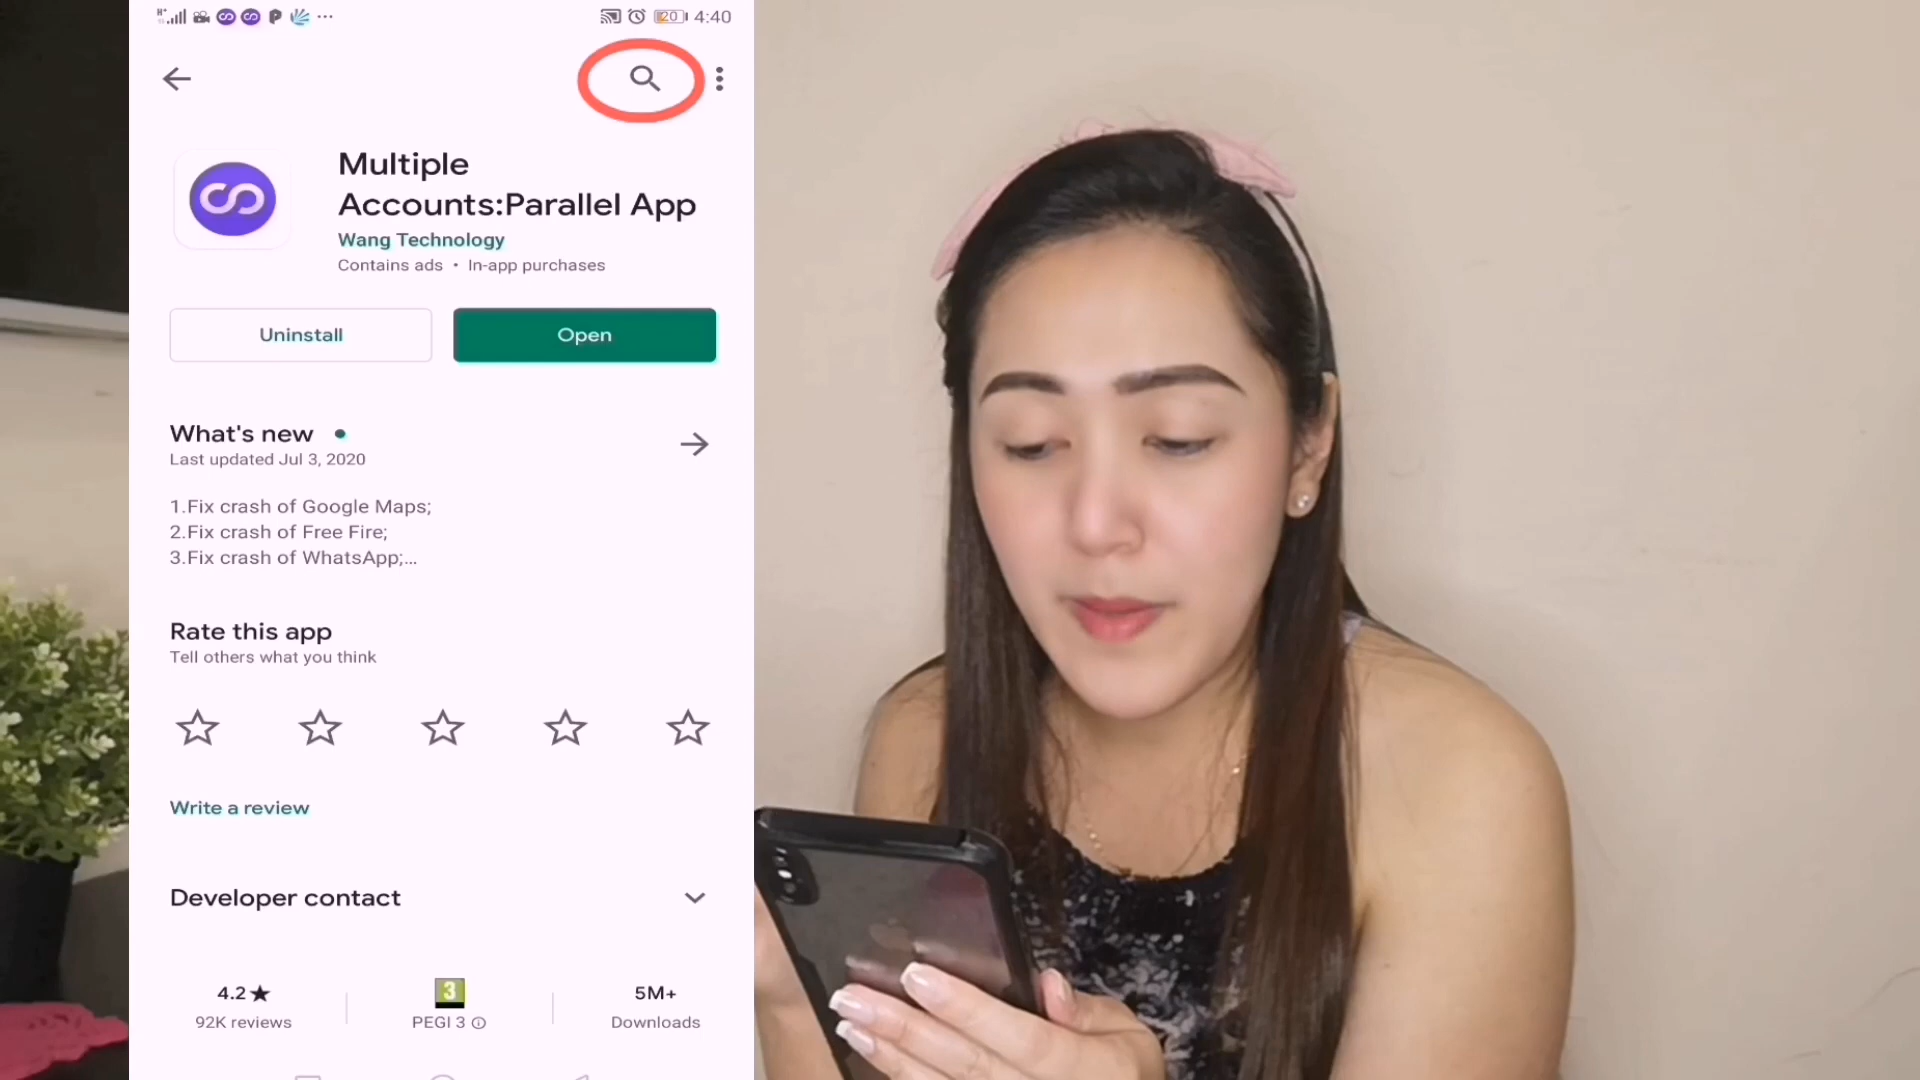 H+ P ... 20 4:40
Multiple
Accounts:Parallel App
Wang Technology
Contains ads • In-app purchases
Uninstall
Open
What's new •
Last updated Jul 3, 2020
1.Fix crash of Google Maps;
2.Fix crash of Free Fire;
3.Fix crash of WhatsApp;...
Rate this app
Tell others what you think
Write a review
Developer contact
4.2★
92K reviews
3
PEGI 3
5M+
Downloads